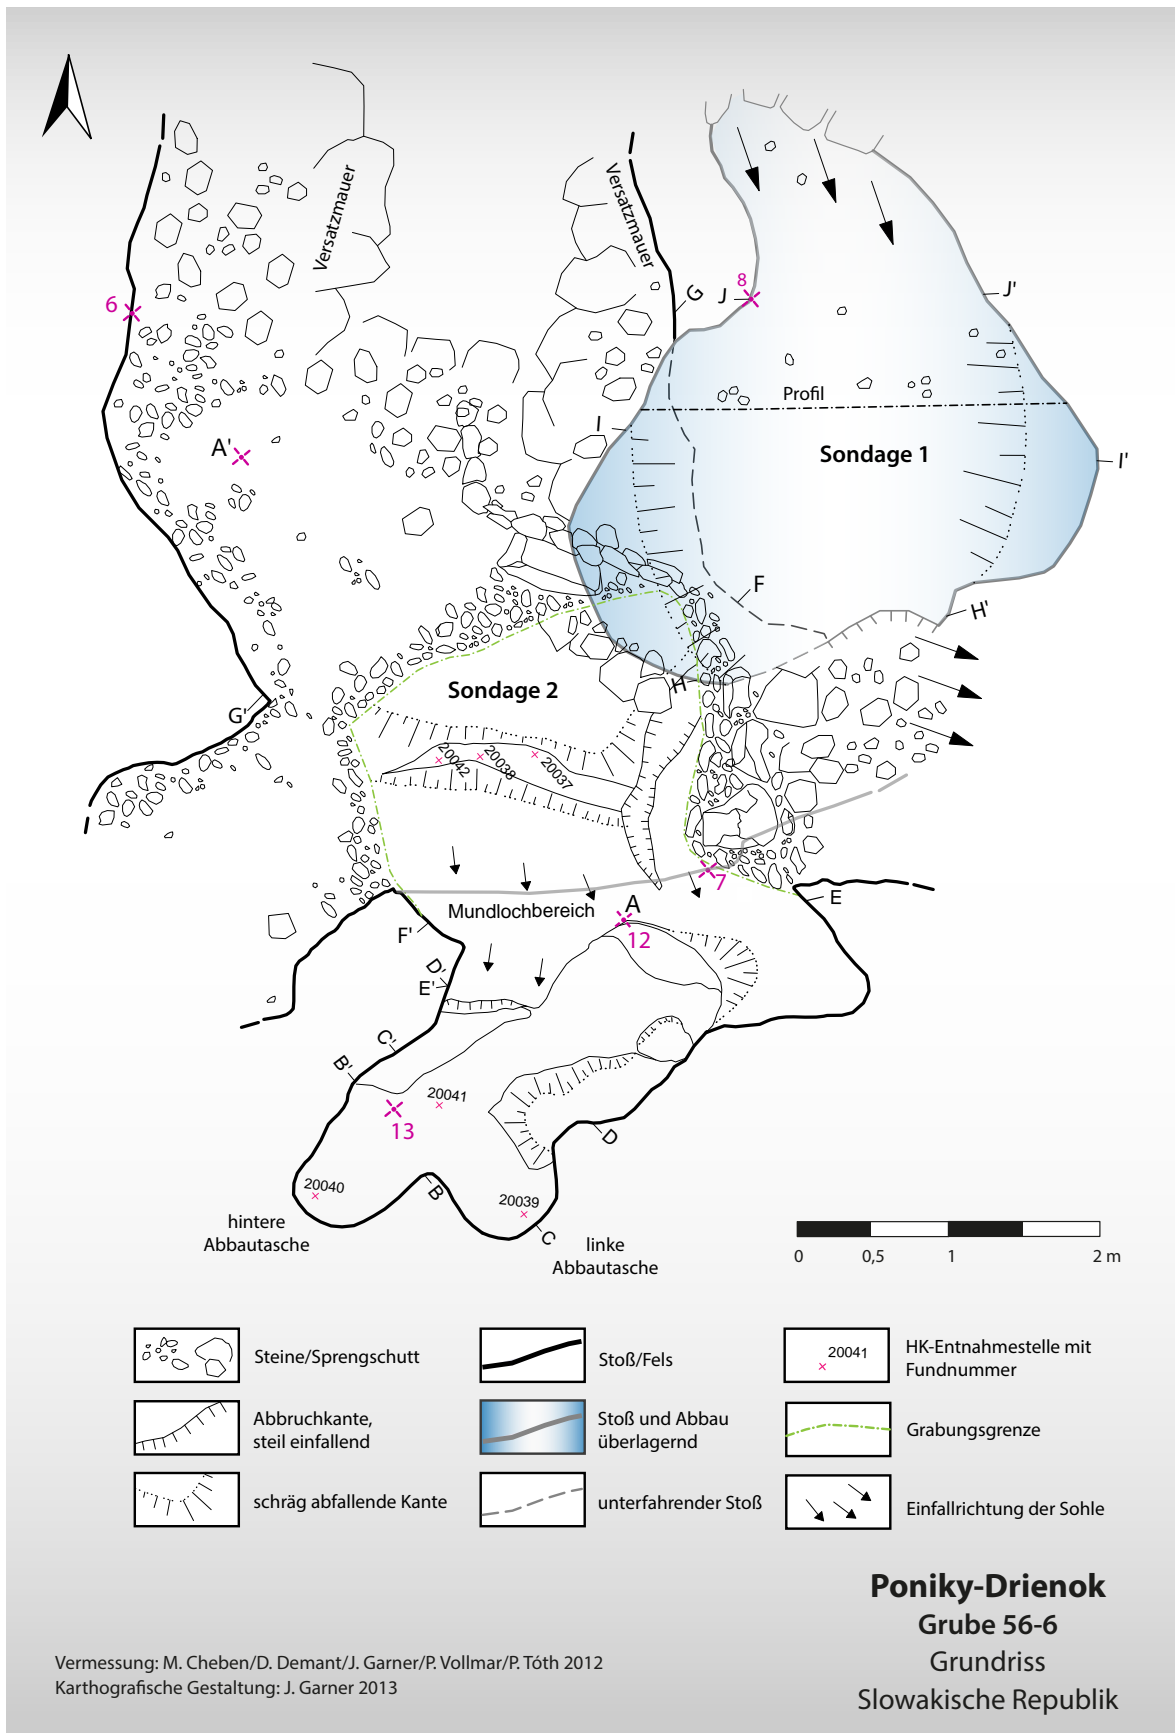 Versatzmauer
Versatzmauer
6
8
J
J'
G
Profil
I
I'
Sondage 1
A'
F
H'
H
Sondage 2
G'
20042
20038
20037
7
Mundlochbereich
A
E
12
F'
D'
E'
C'
B'
20041
13
D
20040
B
20039
C
hintere
Abbautasche
linke
Abbautasche
0 0,5 1 2 m
Steine/Sprengschutt
Stoß/Fels
20041
HK-Entnahmestelle mit
Fundnummer
Abbruchkante,
steil einfallend
Stoß und Abbau
überlagernd
Grabungsgrenze
schräg abfallende Kante
unterfahrender Stoß
Einfallrichtung der Sohle
Poniky-Drienok
Grube 56-6
Grundriss
Slowakische Republik
Vermessung: M. Cheben/D. Demant/J. Garner/P. Vollmar/P. Tóth 2012
Karthografische Gestaltung: J. Garner 2013